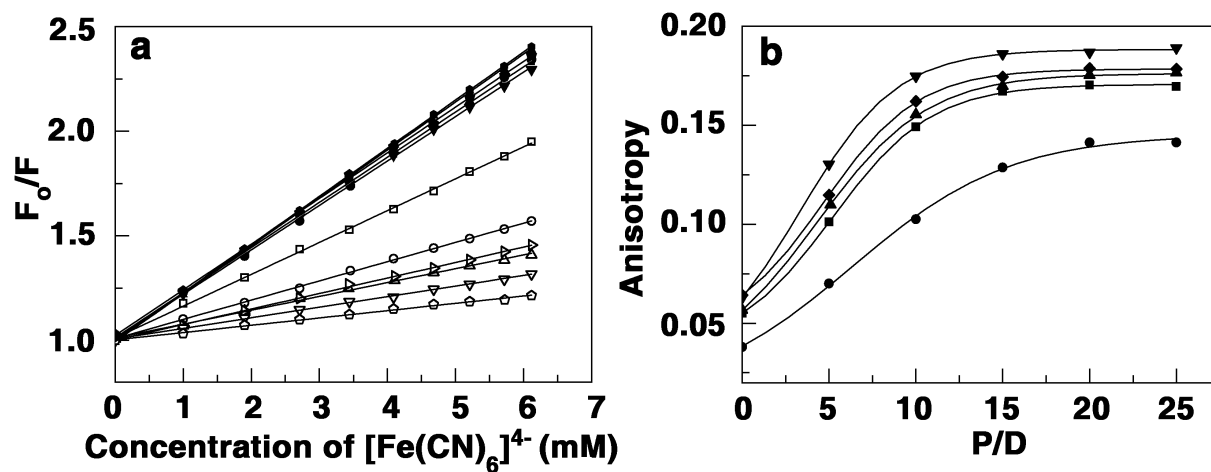 a
2.5
2.0
1.5
1.0
F₀/F
0 1 2 3 4 5 6 7
Concentration of [Fe(CN)₆]⁴⁻ (mM)
b
0.20
0.15
0.10
0.05
Anisotropy
0 5 10 15 20 25
P/D